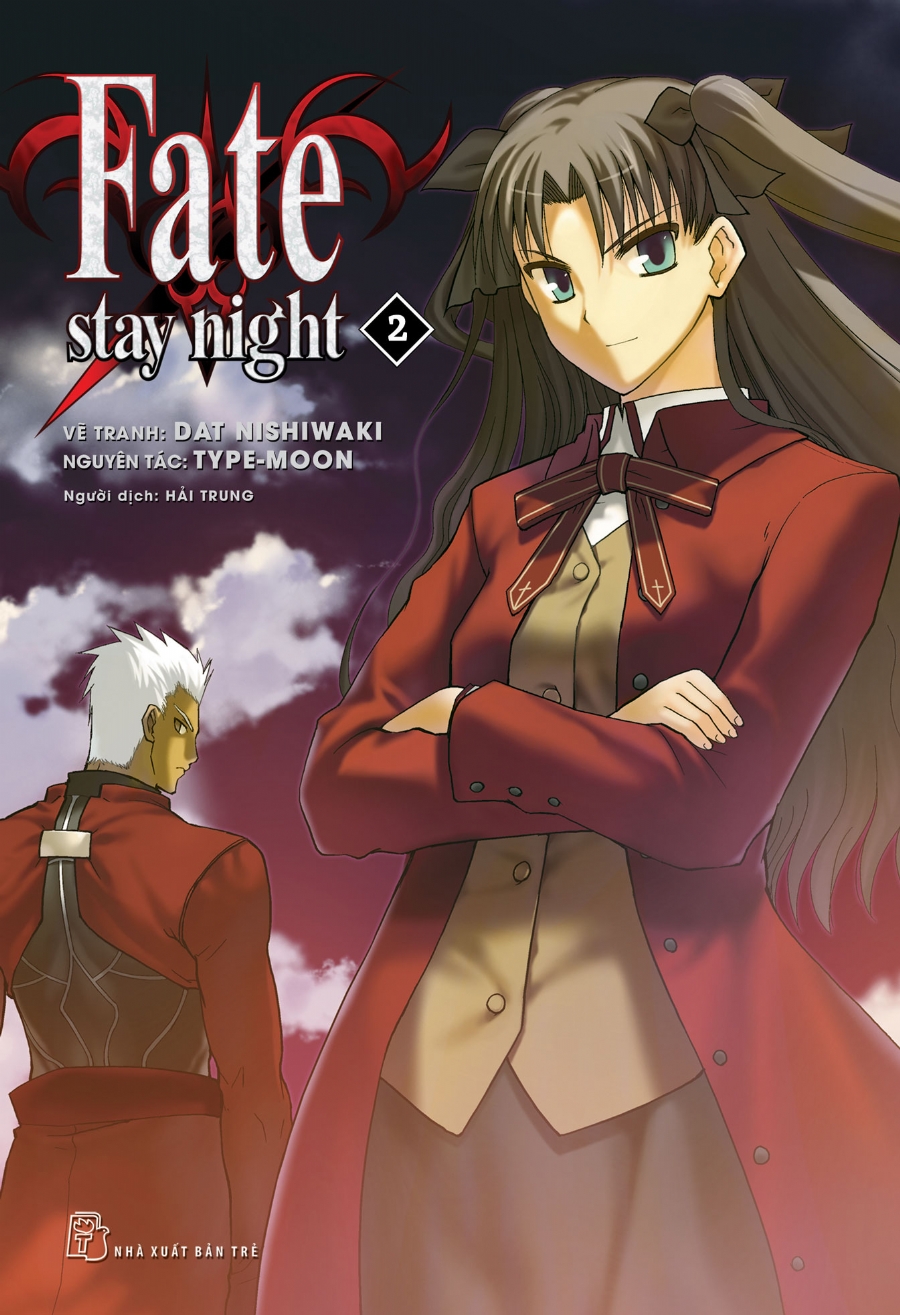 Fate
stay night
2
VẼ TRANH: DAT NISHIWAKI
NGUYÊN TÁC: TYPE-MOON
Người dịch: HẢI TRUNG
NHÀ XUẤT BẢN TRẺ